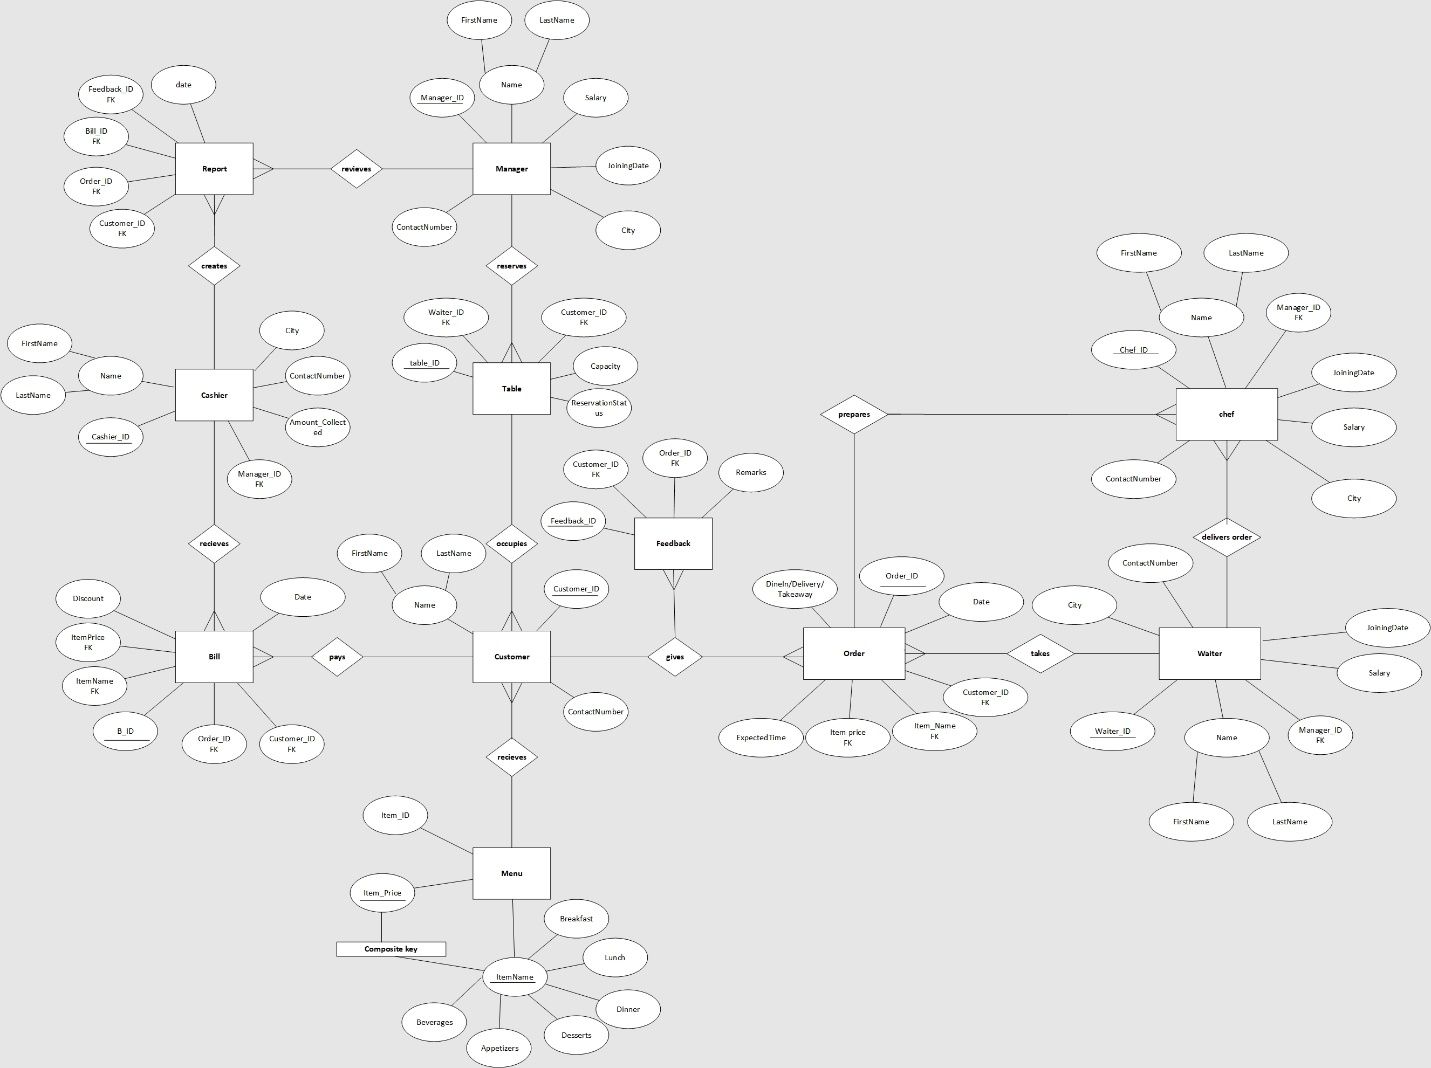 FirstName
LastName
Name
Manager_ID
Salary
JoiningDate
City
ContactNumber
Manager
Feedback_ID
FK
date
Bill_ID
FK
Order_ID
FK
Customer_ID
FK
Report
revieves
creates
reserves
Waiter_ID
FK
Customer_ID
FK
table_ID
Capacity
ReservationStat
us
Table
FirstName
LastName
Name
City
ContactNumber
Amount_Collect
ed
Cashier_ID
Manager_ID
FK
Cashier
FirstName
LastName
Name
Manager_ID
FK
Chef_ID
JoiningDate
Salary
City
ContactNumber
chef
prepares
Customer_ID
FK
Order_ID
FK
Remarks
Feedback_ID
Feedback
recieves
occupies
delivers order
FirstName
LastName
Name
Customer_ID
ContactNumber
Customer
Discount
Date
ItemPrice
FK
ItemName
FK
B_ID
Order_ID
FK
Customer_ID
FK
Bill
pays
gives
DineIn/Delivery/
Takeaway
Order_ID
Date
Customer_ID
FK
Item_Name
FK
Item price
FK
ExpectedTime
Order
takes
ContactNumber
City
JoiningDate
Salary
Manager_ID
FK
Waiter_ID
Name
FirstName
LastName
Waiter
recieves
Item_ID
Menu
Item_Price
Composite key
ItemName
Breakfast
Lunch
Dinner
Desserts
Appetizers
Beverages